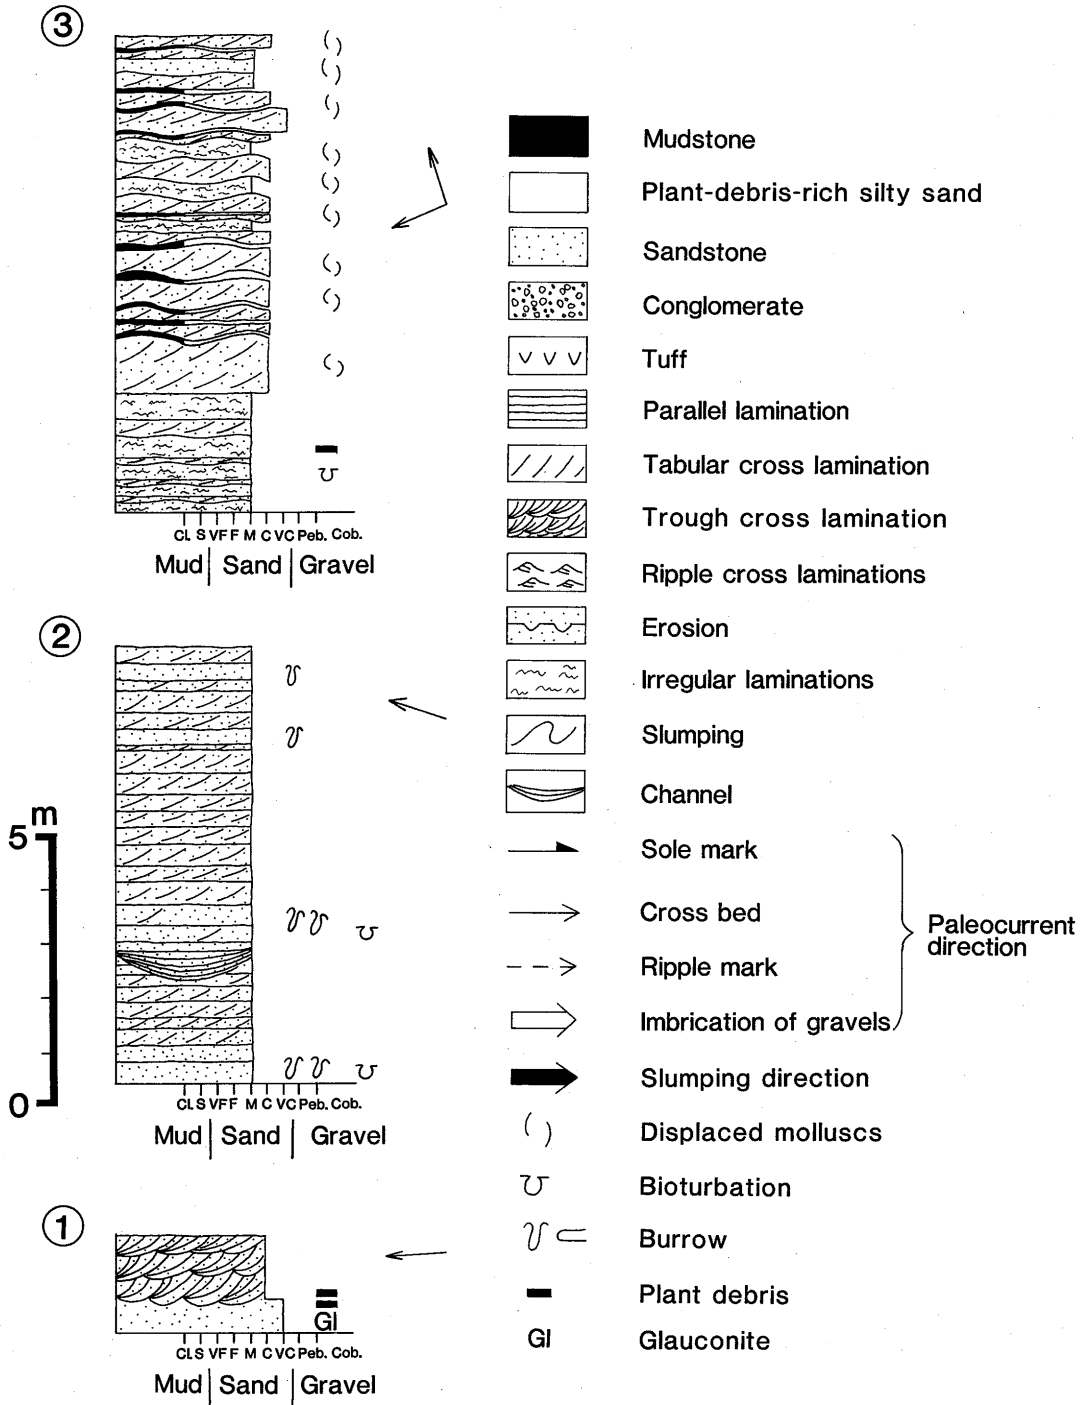 ③
Cl. S VF F M C VC Peb. Cob.
Mud Sand Gravel
②
m
5
0
Cl. S VF F M C VC Peb. Cob.
Mud Sand Gravel
①
Gl
Cl. S VF F M C VC Peb. Cob.
Mud Sand Gravel
Mudstone
Plant-debris-rich silty sand
Sandstone
Conglomerate
Tuff
Parallel lamination
Tabular cross lamination
Trough cross lamination
Ripple cross laminations
Erosion
Irregular laminations
Slumping
Channel
Sole mark
Cross bed
Ripple mark
Imbrication of gravels
Paleocurrent
direction
Slumping direction
Displaced molluscs
Bioturbation
Burrow
Plant debris
Gl Glauconite